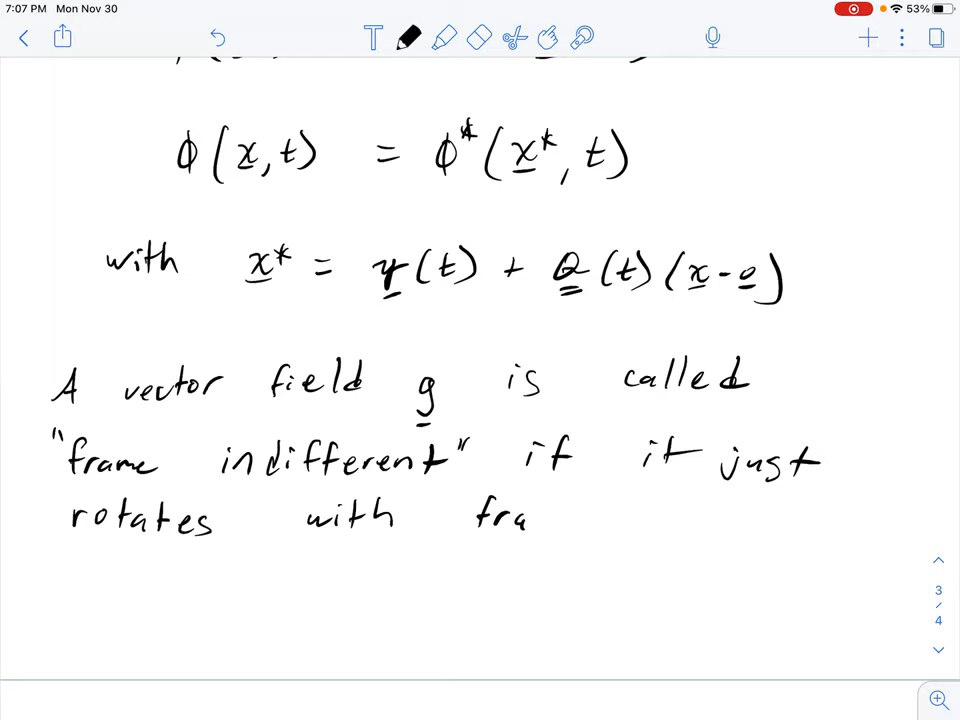 7:07 PM Mon Nov 30
53%
ϕ(x, t) = ϕ*(x*, t)
with x* = y(t) + Q(t)(x - o)
A vector field g is called
"frame indifferent" if it just
rotates with fra
3
/
4